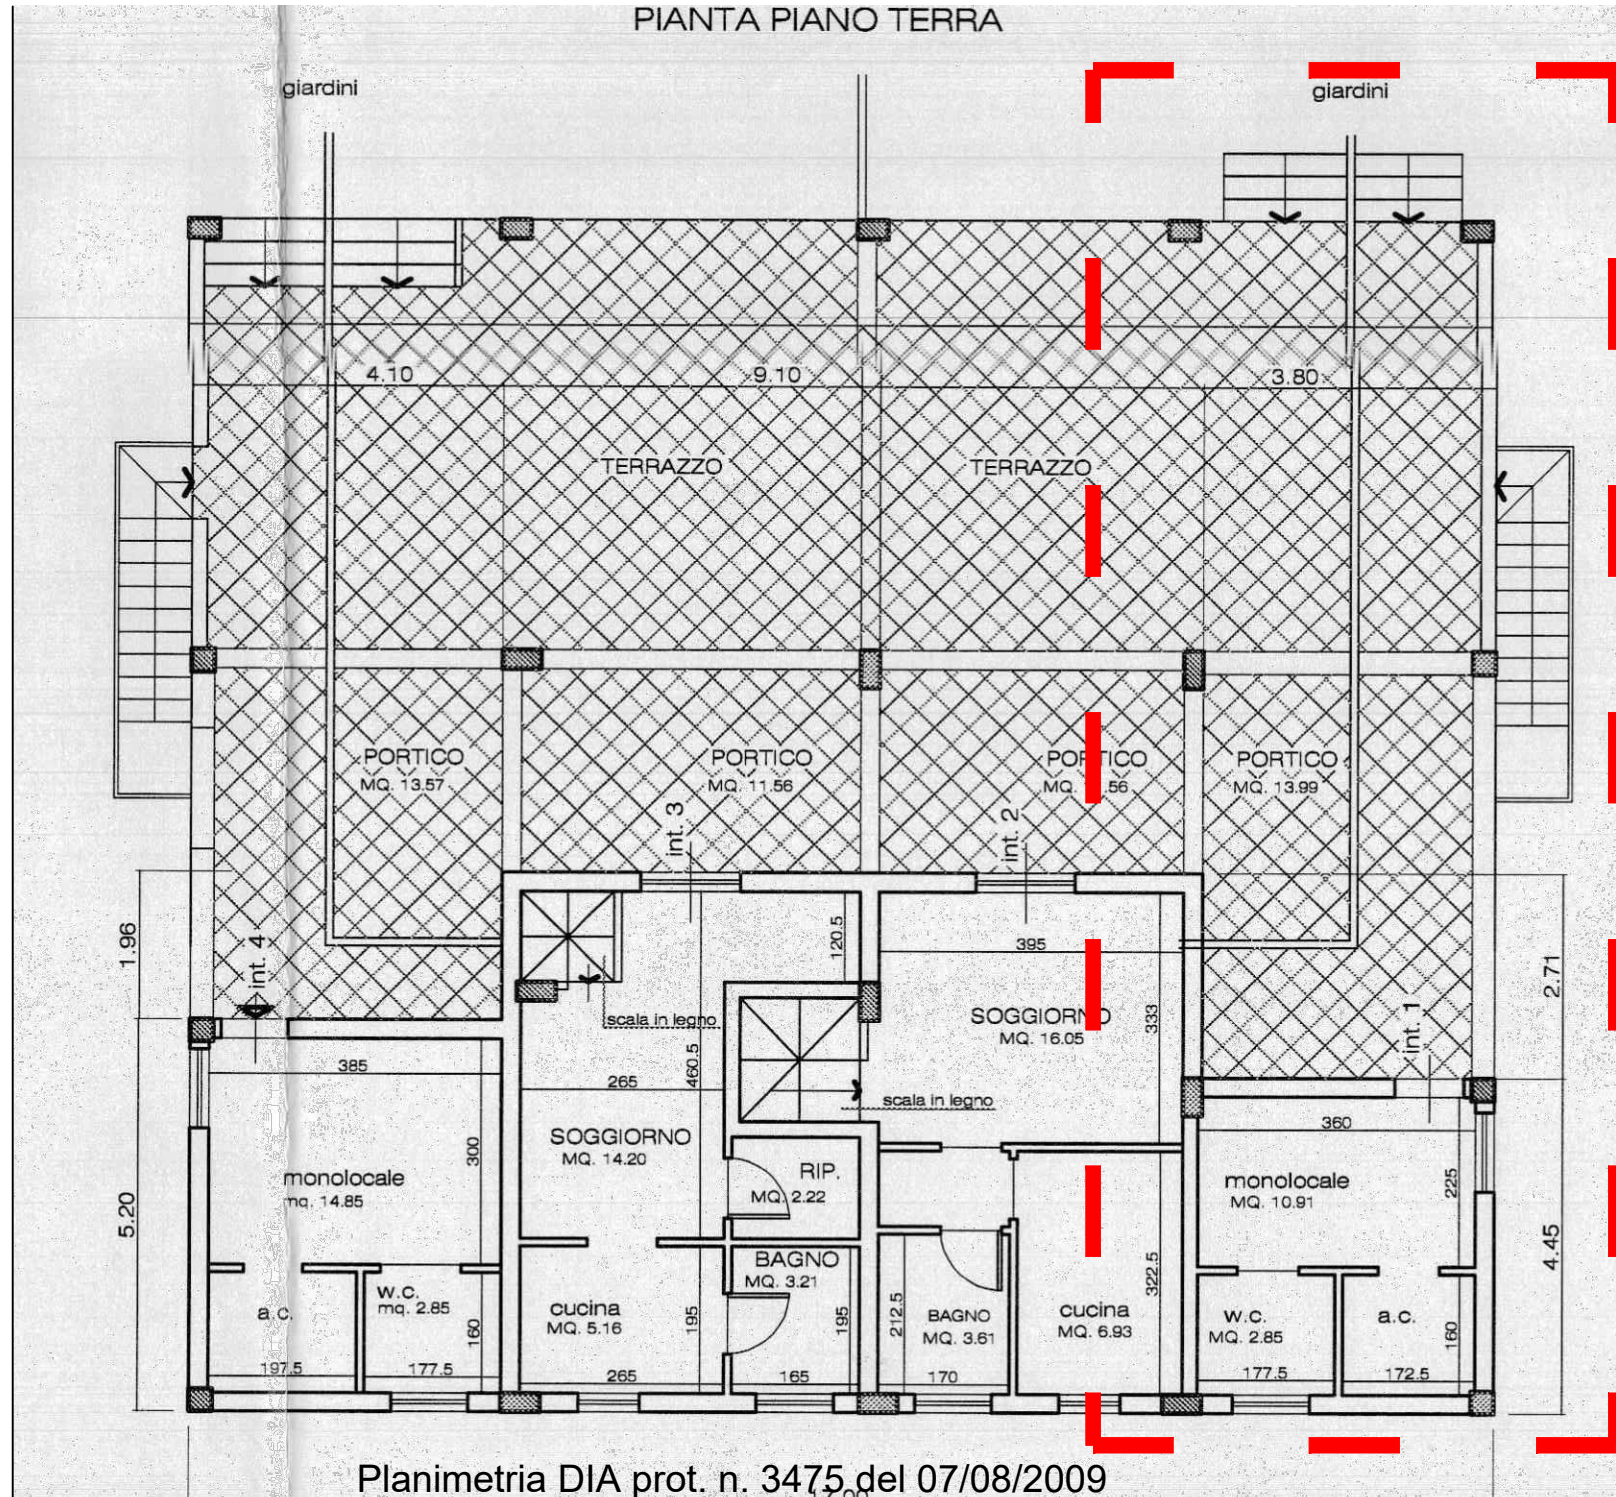 PIANTA PIANO TERRA
giardini
giardini
4.10
9.10
3.80
TERRAZZO
TERRAZZO
PORTICO
MQ. 13.57
PORTICO
MQ. 11.56
PORTICO
MQ. .56
PORTICO
MQ. 13.99
int. 3
int. 2
int. 4
int. 1
1.96
5.20
2.71
4.45
120.5
395
333
scala in legno
SOGGIORNO
MQ. 16.05
460.5
265
scala in legno
385
300
monolocale
mq. 14.85
SOGGIORNO
MQ. 14.20
RIP.
MQ. 2.22
360
225
monolocale
MQ. 10.91
a.c.
w.c.
mq. 2.85
160
197.5
177.5
cucina
MQ. 5.16
195
265
BAGNO
MQ. 3.21
195
165
212.5
BAGNO
MQ. 3.61
170
cucina
MQ. 6.93
322.5
w.c.
MQ. 2.85
177.5
a.c.
160
172.5
Planimetria DIA prot. n. 3475 del 07/08/2009